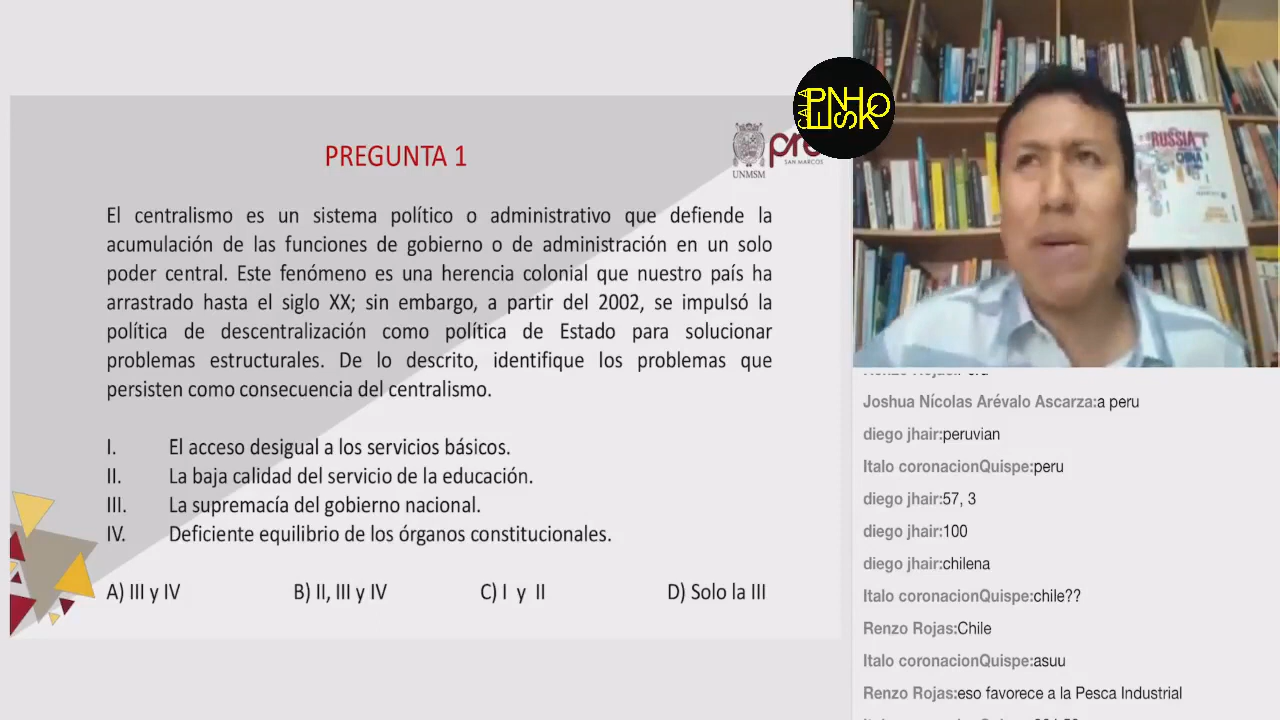 PREGUNTA 1
UNMSM
SAN MARCOS
El centralismo es un sistema político o administrativo que defiende la
acumulación de las funciones de gobierno o de administración en un solo
poder central. Este fenómeno es una herencia colonial que nuestro país ha
arrastrado hasta el siglo XX; sin embargo, a partir del 2002, se impulsó la
política de descentralización como política de Estado para solucionar
problemas estructurales. De lo descrito, identifique los problemas que
persisten como consecuencia del centralismo.
I. El acceso desigual a los servicios básicos.
II. La baja calidad del servicio de la educación.
III. La supremacía del gobierno nacional.
IV. Deficiente equilibrio de los órganos constitucionales.
A) III y IV B) II, III y IV C) I y II D) Solo la III
RUSSIA
CHINA
Joshua Nícolas Arévalo Ascarza:a peru
diego jhair:peruvian
Italo coronacionQuispe:peru
diego jhair:57, 3
diego jhair:100
diego jhair:chilena
Italo coronacionQuispe:chile??
Renzo Rojas:Chile
Italo coronacionQuispe:asuu
Renzo Rojas:eso favorece a la Pesca Industrial